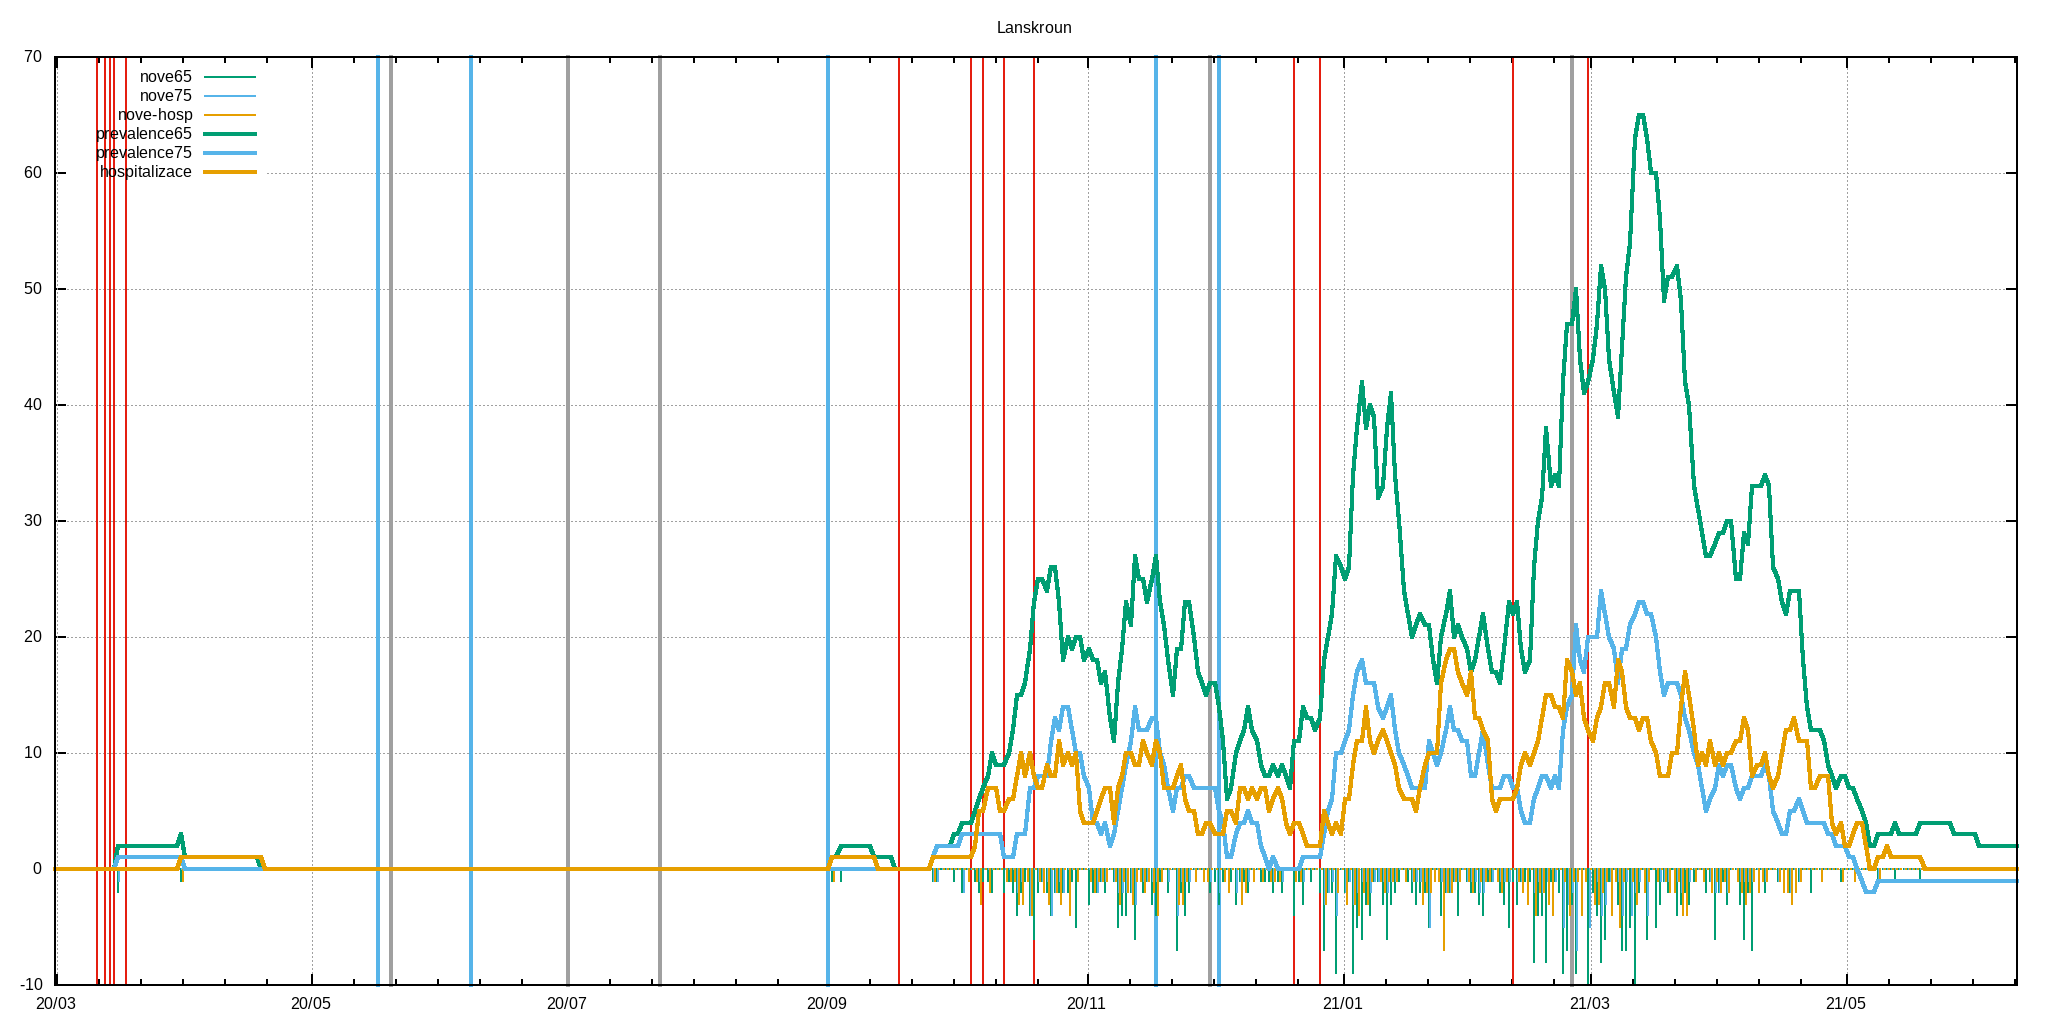 Lanskroun
70
60
50
40
30
20
10
0
-10
nove65
nove75
nove-hosp
prevalence65
prevalence75
hospitalizace
20/03 20/05 20/07 20/09 20/11 21/01 21/03 21/05